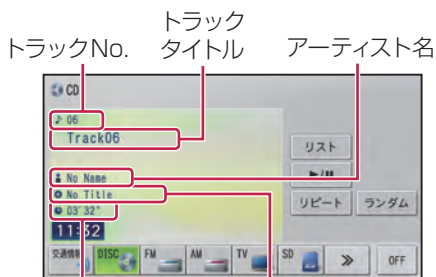 トラック
トラックNo. タイトル アーティスト名
CD
♪ 06
Track06
リスト
►/II
No Name
No Title
リピート ランダム
03'32"
11:32
交通情報 DISC FM AM TV SD » OFF